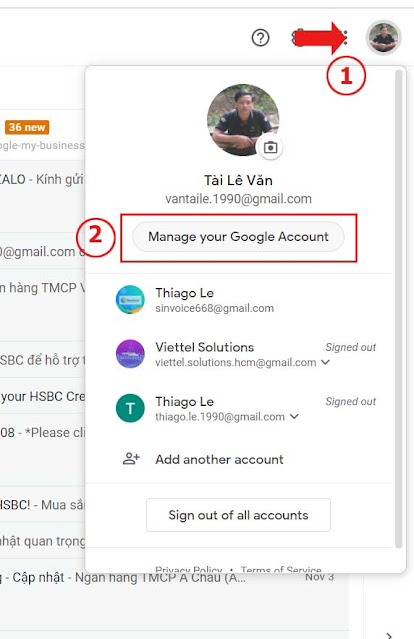 1
36 new
ogle-my-business
ZALO - Kính gửi
Tài Lê Văn
vantaile.1990@gmail.com
2
Manage your Google Account
0@gmail.com
Thiago Le
sinvoice668@gmail.com
n hàng TMCP V
Viettel Solutions
Signed out
viettel.solutions.hcm@gmail.com
SBC để hỗ trợ t
your HSBC Cre
Thiago Le
Signed out
T
thiago.le.1990@gmail.com
08 - *Please cli
Add another account
HSBC! - Mua sắ
Sign out of all accounts
nhật quan trọng
Privacy Policy • Terms of Service
g - Cập nhật - Ngân hàng TMCP Á Châu (A...
Nov 3